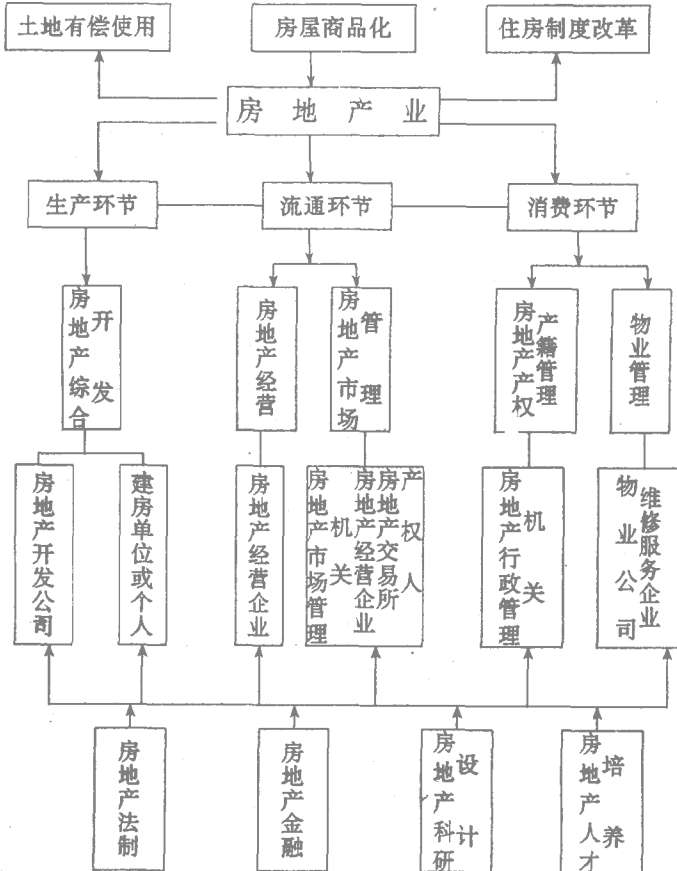 土地有偿使用
房屋商品化
住房制度改革
房地产业
生产环节
流通环节
消费环节
房地产综合
开发
房地产经营
房地产市场
管理
房地产产权
产籍管理
物业管理
房地产开发公司
建房单位或个人
房地产经营企业
房地产市场管理
机关
房地产经营企业
房地产交易所
产权人
房地产行政管理
机关
物业公司
维修服务企业
房地产法制
房地产金融
房地产科研
设计
房地产人才
培养